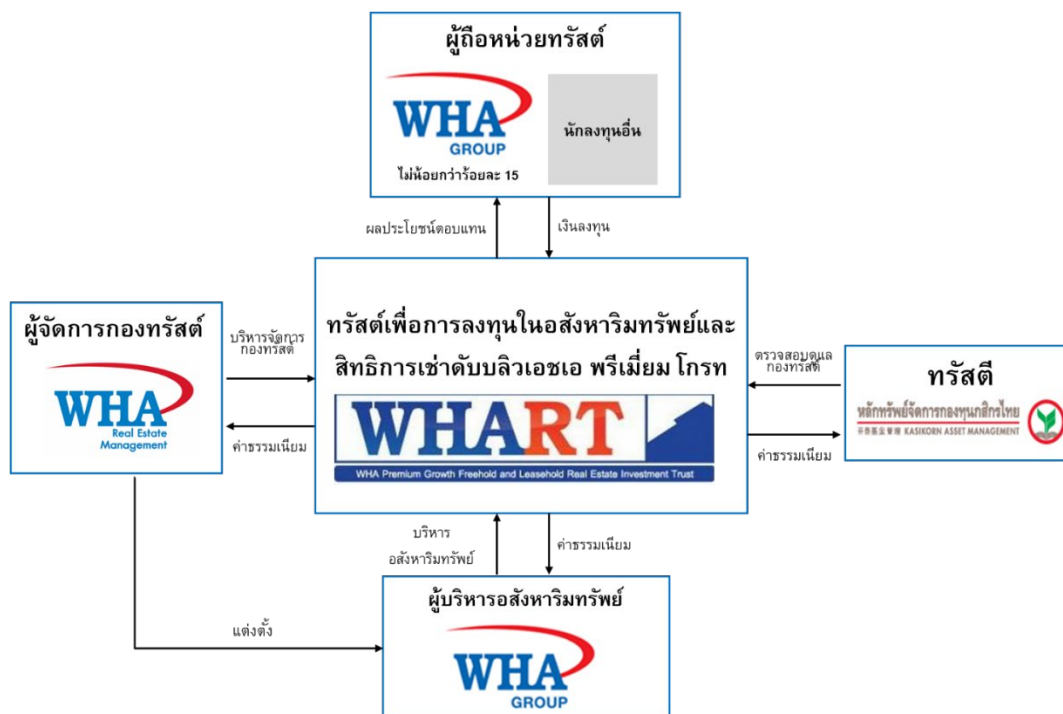 ผู้ถือหน่วยทรัสต์
WHA
GROUP
ไม่น้อยกว่าร้อยละ 15
นักลงทุนอื่น
ผลประโยชน์ตอบแทน
เงินลงทุน
ผู้จัดการกองทรัสต์
WHA
Real Estate
Management
บริหารจัดการ
กองทรัสต์
ค่าธรรมเนียม
ทรัสต์เพื่อการลงทุนในอสังหาริมทรัพย์และ
สิทธิการเช่าดับบลิวเอชเอ พรีเมี่ยม โกรท
WHART
WHA Premium Growth Freehold and Leasehold Real Estate Investment Trust
ตรวจสอบดูแล
กองทรัสต์
ค่าธรรมเนียม
ทรัสตี
หลักทรัพย์จัดการกองทุนกสิกรไทย
KASIKORN ASSET MANAGEMENT
บริหาร
อสังหาริมทรัพย์
ค่าธรรมเนียม
แต่งตั้ง
ผู้บริหารอสังหาริมทรัพย์
WHA
GROUP